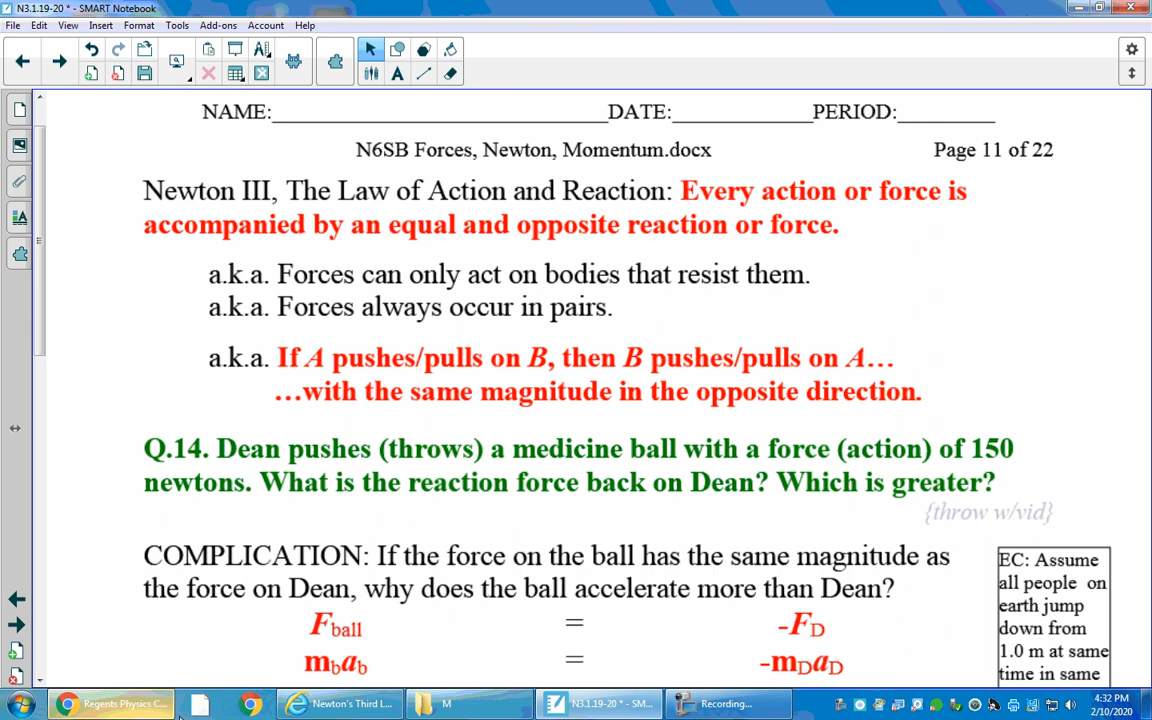 N3.1.19-20 * - SMART Notebook
File Edit View Insert Format Tools Add-ons Account Help
NAME:____________________DATE:__________PERIOD:_______
N6SB Forces, Newton, Momentum.docx Page 11 of 22
Newton III, The Law of Action and Reaction: Every action or force is
accompanied by an equal and opposite reaction or force.
a.k.a. Forces can only act on bodies that resist them.
a.k.a. Forces always occur in pairs.
a.k.a. If A pushes/pulls on B, then B pushes/pulls on A…
…with the same magnitude in the opposite direction.
Q.14. Dean pushes (throws) a medicine ball with a force (action) of 150
newtons. What is the reaction force back on Dean? Which is greater?
{throw w/vid}
COMPLICATION: If the force on the ball has the same magnitude as
the force on Dean, why does the ball accelerate more than Dean?
Fball = -FD
mbab = -mDaD
EC: Assume
all people on
earth jump
down from
1.0 m at same
time in same
Regents Physics C... Newton's Third L... M N3.1.19-20 * - SM... Recording...
4:32 PM
2/10/2020